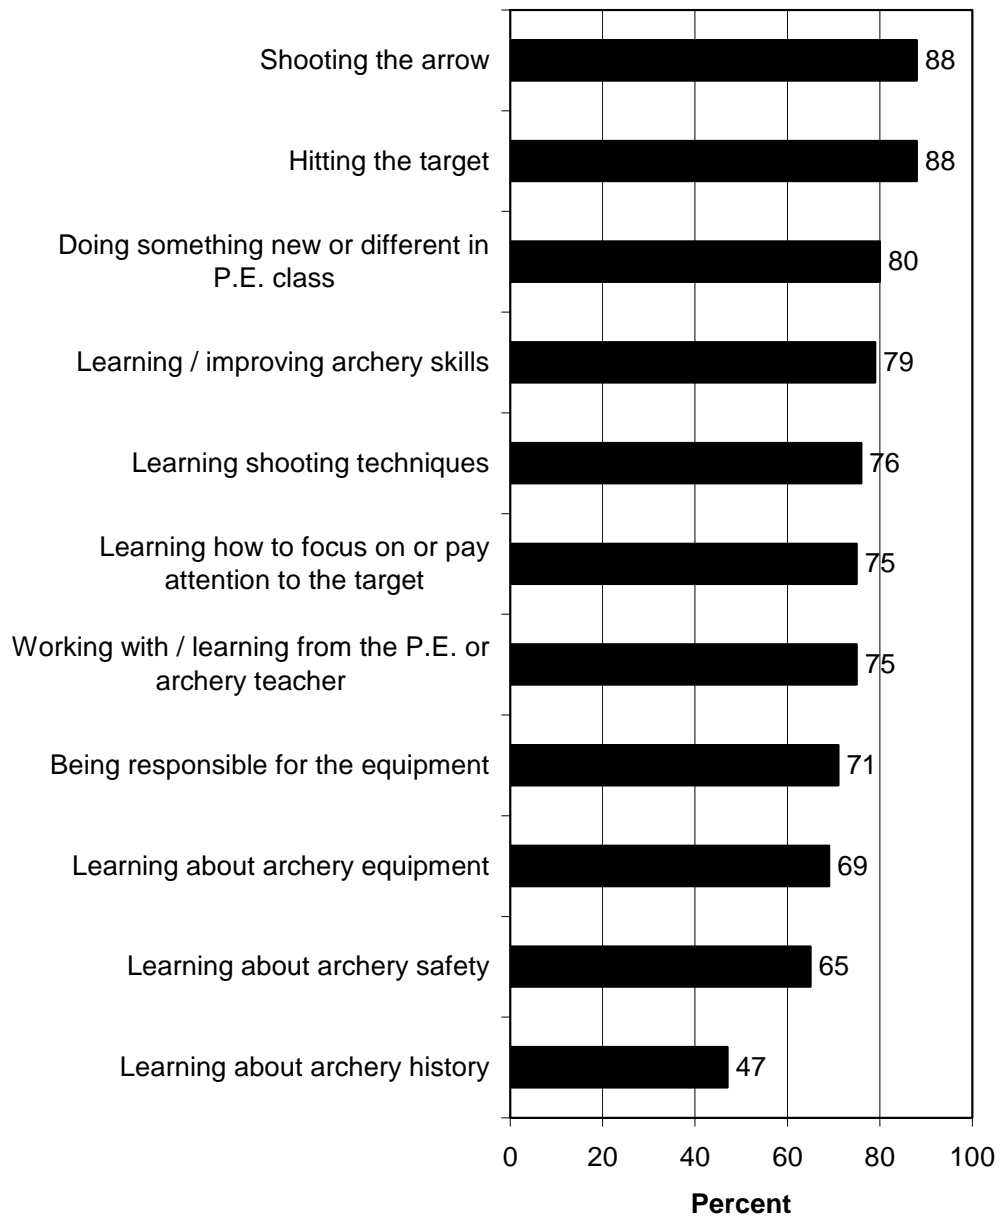 Shooting the arrow
88
Hitting the target
88
Doing something new or different in
P.E. class
80
Learning / improving archery skills
79
Learning shooting techniques
76
Learning how to focus on or pay
attention to the target
75
Working with / learning from the P.E. or
archery teacher
75
Being responsible for the equipment
71
Learning about archery equipment
69
Learning about archery safety
65
Learning about archery history
47
0 20 40 60 80 100
Percent